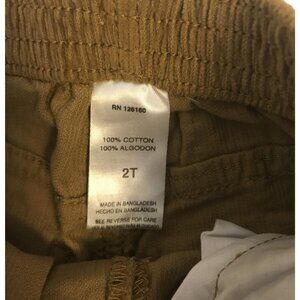 RN 126160
100% COTTON
100% ALGODON
2T
MADE IN BANGLADESH
HECHO EN BANGLADESH
SEE REVERSE FOR CARE